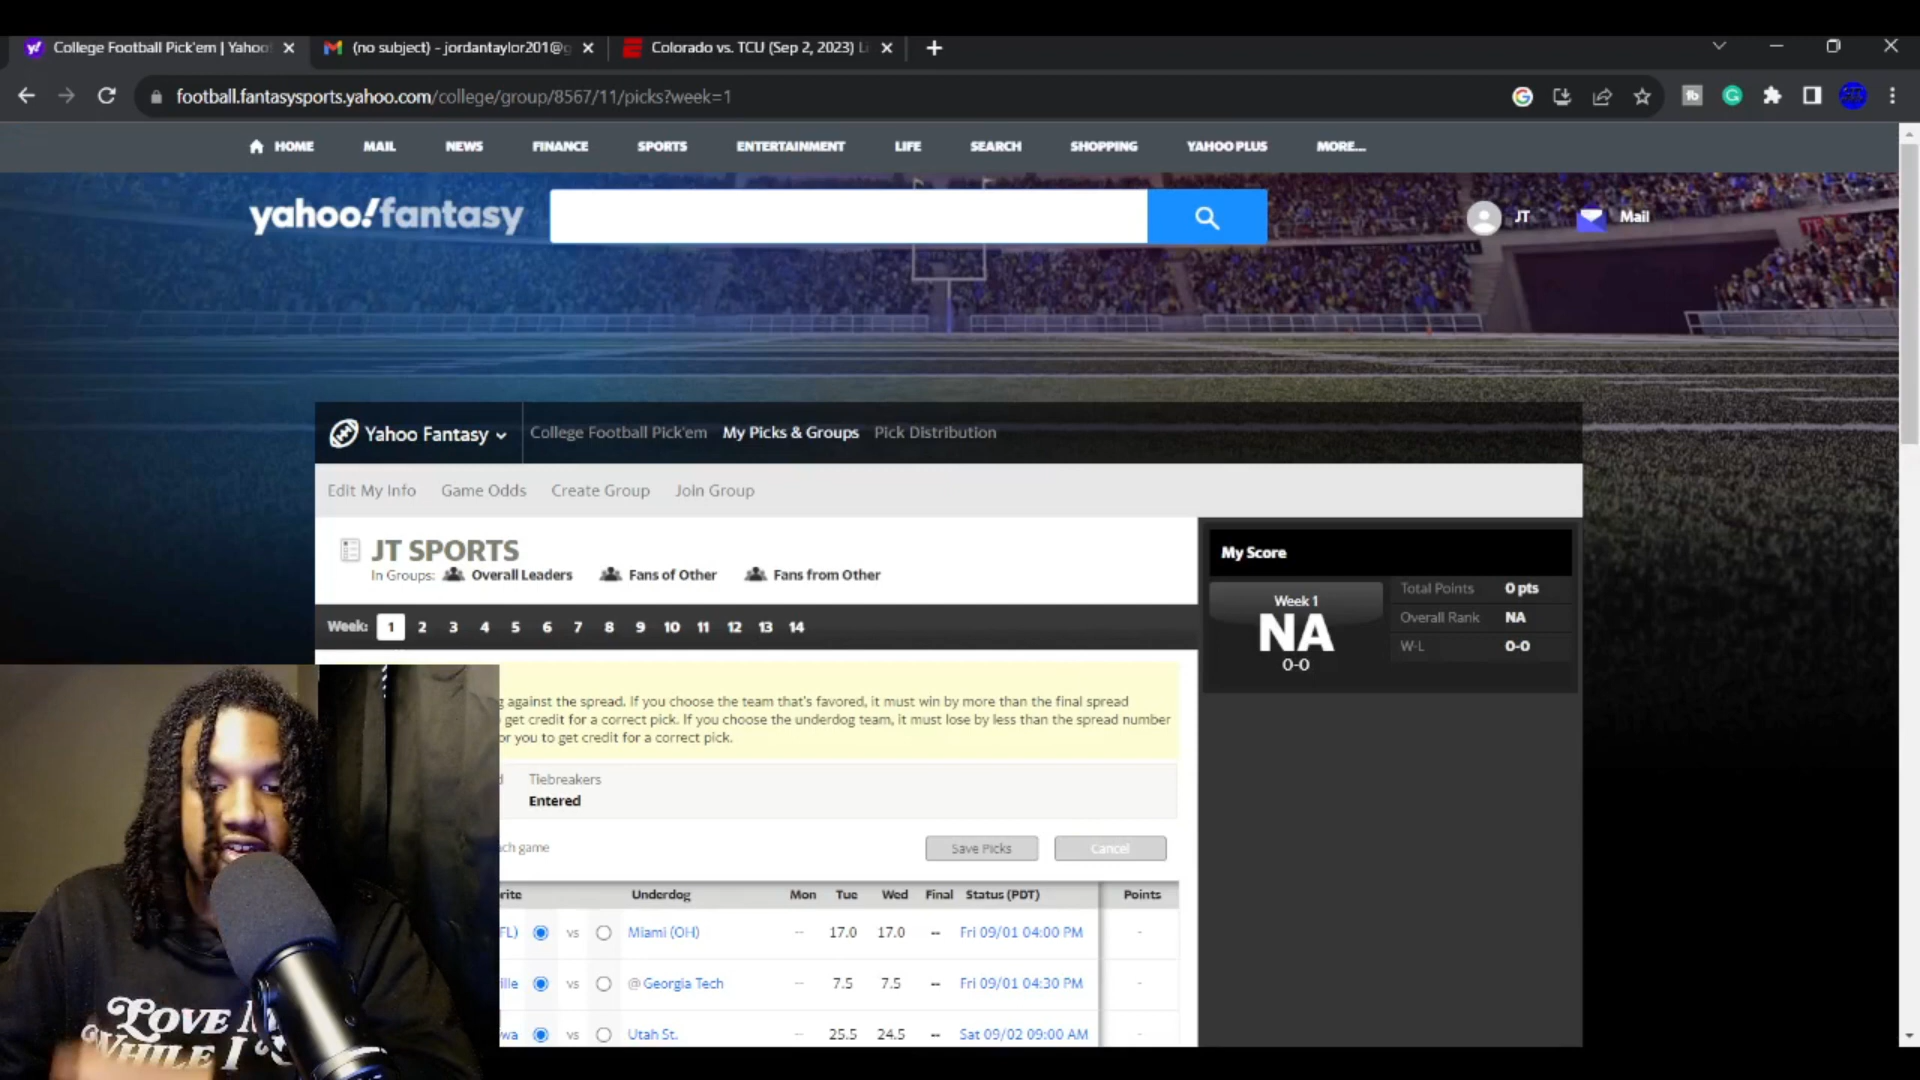 College Football Pick'em | Yahoo
(no subject) - jordantaylor201@g
Colorado vs. TCU (Sep 2, 2023) Li
football.fantasysports.yahoo.com/college/group/8567/11/picks?week=1
HOME MAIL NEWS FINANCE SPORTS ENTERTAINMENT LIFE SEARCH SHOPPING YAHOO PLUS MORE...
yahoo!fantasy
JT Mail
Yahoo Fantasy College Football Pick'em My Picks & Groups Pick Distribution
Edit My Info Game Odds Create Group Join Group
JT SPORTS
In Groups: Overall Leaders Fans of Other Fans from Other
Week: 1 2 3 4 5 6 7 8 9 10 11 12 13 14
My Score
Week 1
NA
0-0
Total Points 0 pts
Overall Rank NA
W-L 0-0
g against the spread. If you choose the team that's favored, it must win by more than the final spread
get credit for a correct pick. If you choose the underdog team, it must lose by less than the spread number
or you to get credit for a correct pick.
d Tiebreakers
Entered
ch game
Save Picks Cancel
rite Underdog Mon Tue Wed Final Status (PDT) Points
FL) vs Miami (OH) -- 17.0 17.0 -- Fri 09/01 04:00 PM -
ille vs @ Georgia Tech -- 7.5 7.5 -- Fri 09/01 04:30 PM -
wa vs Utah St. 25.5 24.5 -- Sat 09/02 09:00 AM
LOVE M
WHILE I